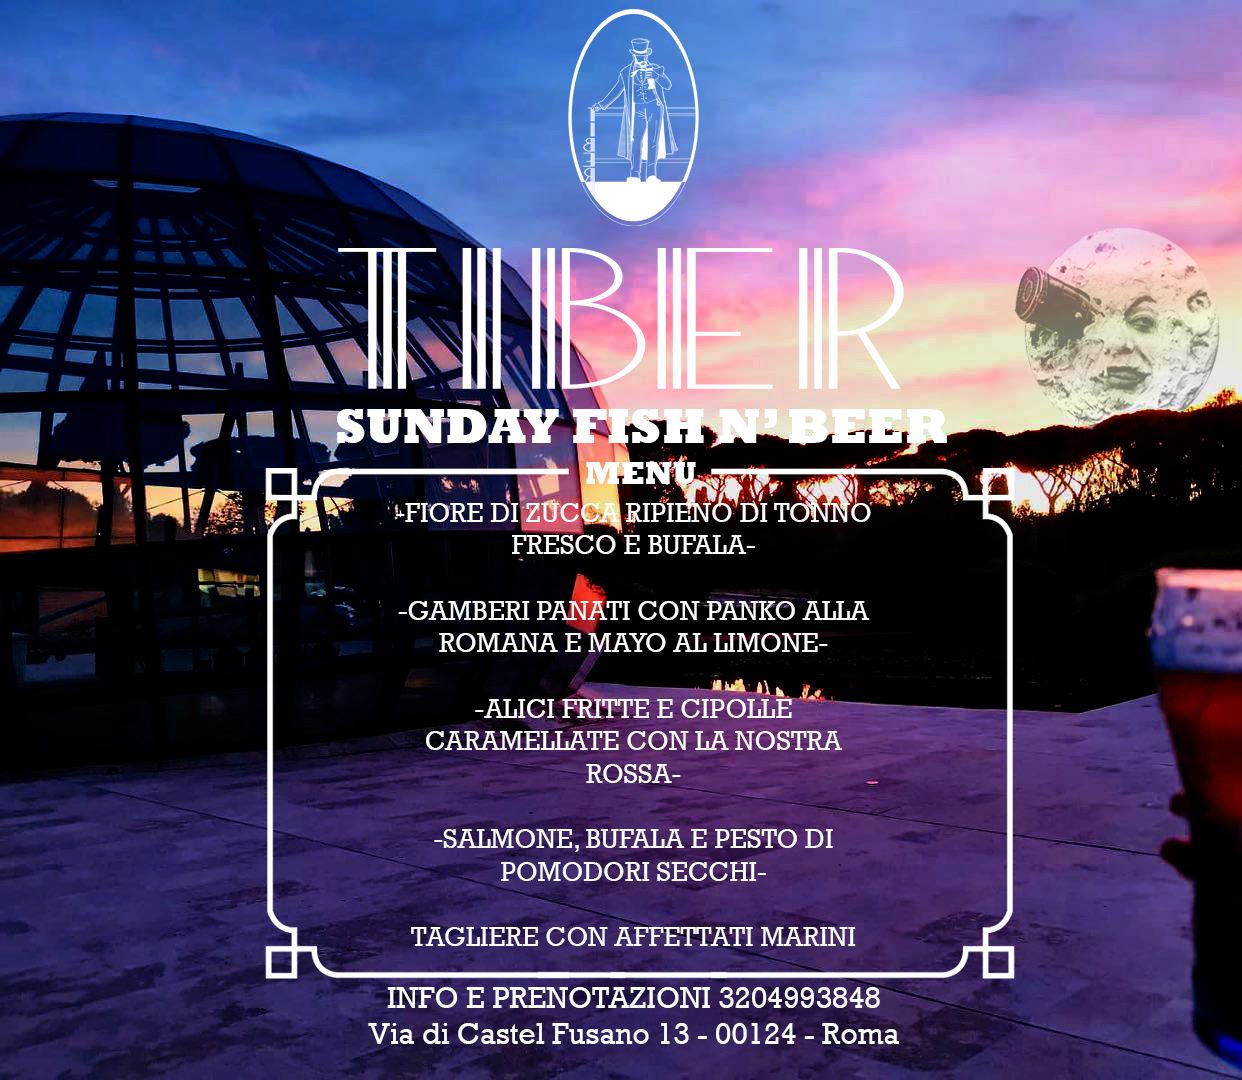 TIBER
SUNDAY FISH N' BEER
MENU
-FIORE DI ZUCCA RIPIENO DI TONNO
FRESCO E BUFALA-
-GAMBERI PANATI CON PANKO ALLA
ROMANA E MAYO AL LIMONE-
-ALICI FRITTE E CIPOLLE
CARAMELLATE CON LA NOSTRA
ROSSA-
-SALMONE, BUFALA E PESTO DI
POMODORI SECCHI-
TAGLIERE CON AFFETTATI MARINI
INFO E PRENOTAZIONI 3204993848
Via di Castel Fusano 13 - 00124 - Roma